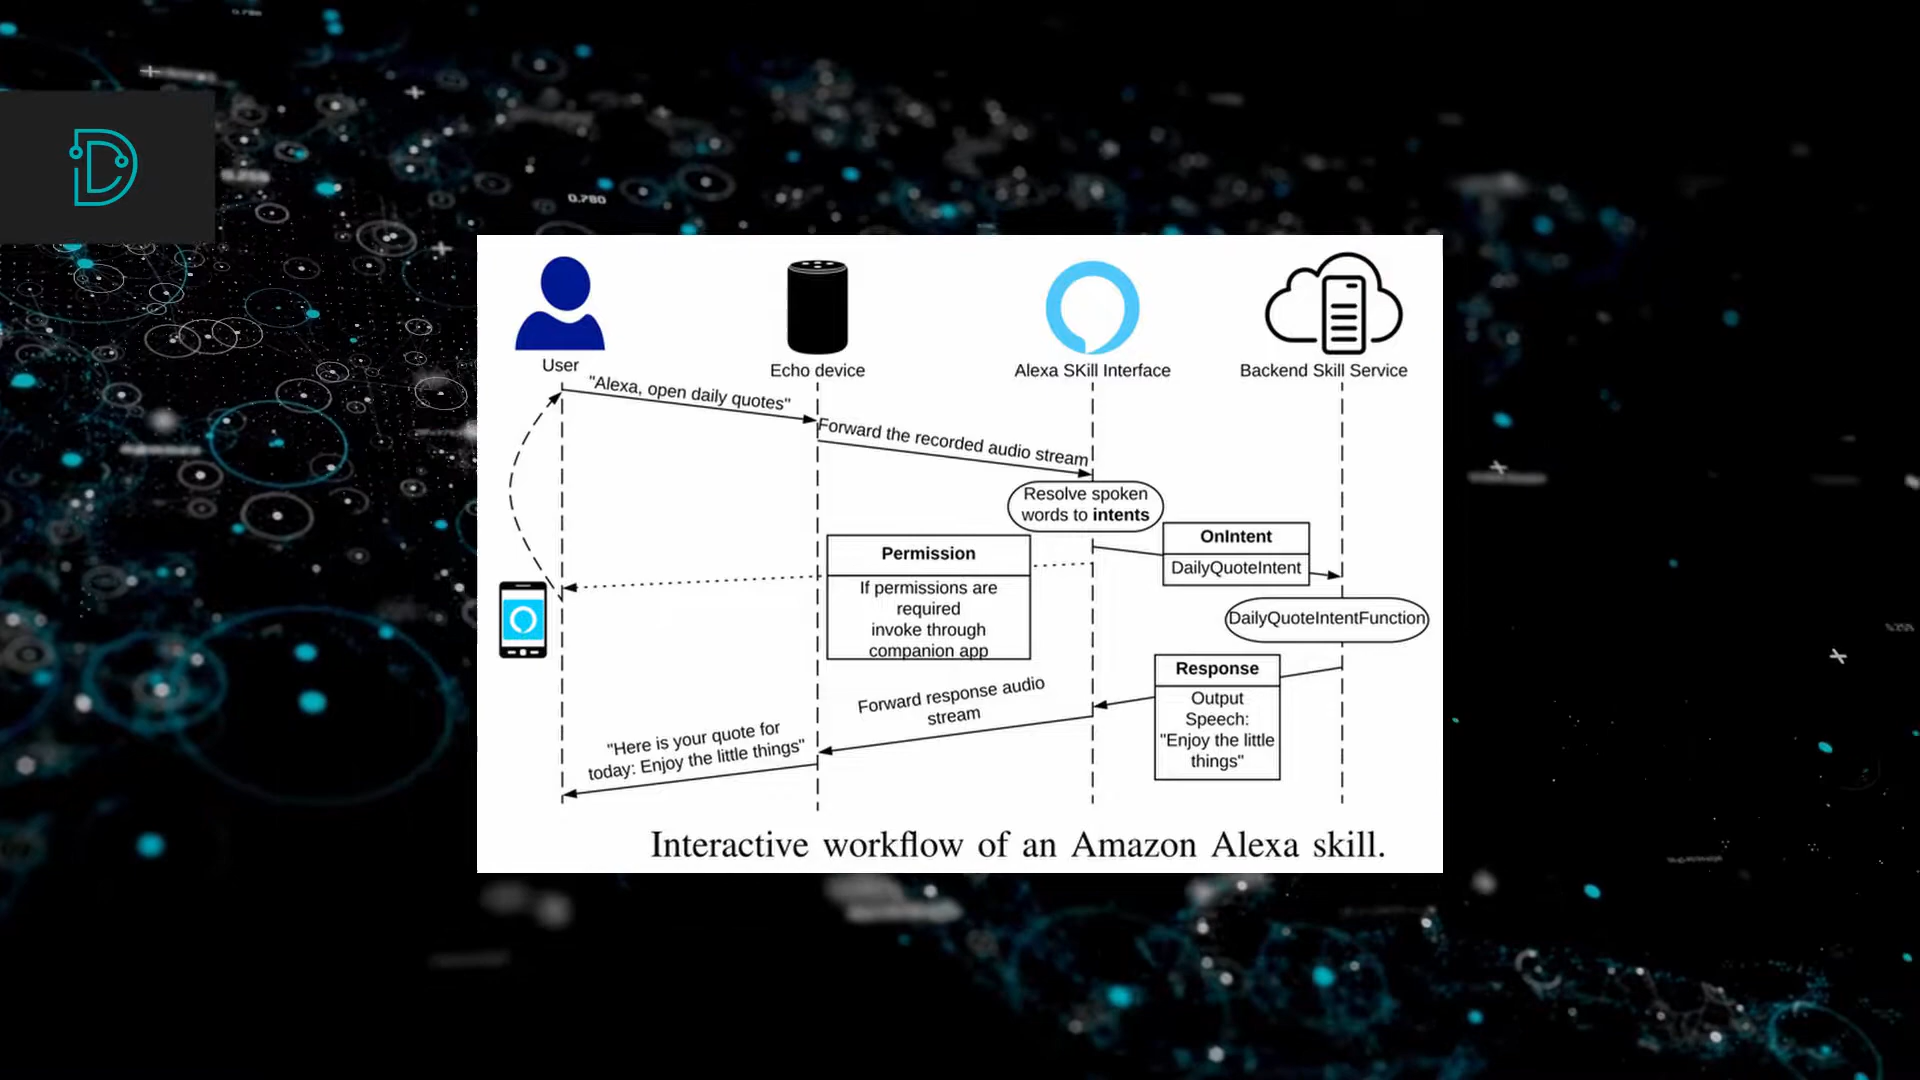 0.780
User
Echo device
Alexa SKill Interface
Backend Skill Service
"Alexa, open daily quotes"
Forward the recorded audio stream
Resolve spoken
words to intents
OnIntent
DailyQuoteIntent
Permission
If permissions are
required
invoke through
companion app
DailyQuoteIntentFunction
Response
Output
Speech:
"Enjoy the little
things"
Forward response audio
stream
"Here is your quote for
today: Enjoy the little things"
Interactive workflow of an Amazon Alexa skill.